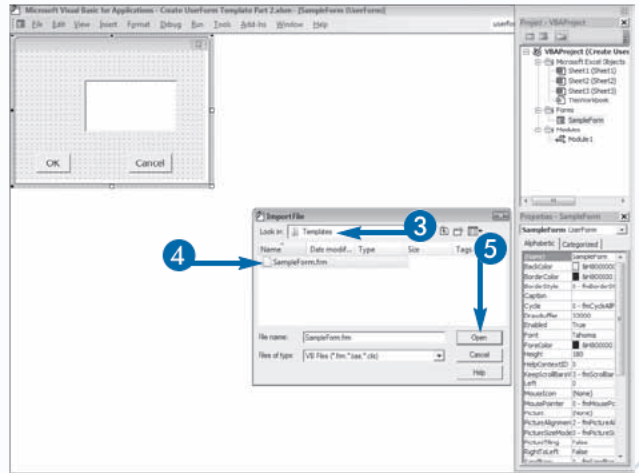 Microsoft Visual Basic for Applications - Create UserForm Template Part 2.xlsm - [SampleForm (UserForm)]
File Edit View Insert Format Debug Run Tools Add-Ins Window Help
Project - VBAProject
VBAProject (Create User
Microsoft Excel Objects
Sheet1 (Sheet1)
Sheet2 (Sheet2)
Sheet3 (Sheet3)
ThisWorkbook
Forms
SampleForm
Modules
Module1
OK
Cancel
Import File
Look in: Templates
3
Name Date modif... Type Size Tags
4
SampleForm.frm
5
File name: SampleForm.frm
Open
Files of type: VB Files (*.frm,*.bas,*.cls)
Cancel
Help
Properties - SampleForm
SampleForm UserForm
Alphabetic Categorized
(Name) SampleForm
BackColor
BorderColor
BorderStyle
Caption
Cycle
DrawBuffer 32000
Enabled True
Font Tahoma
ForeColor
Height 180
HelpContextID 0
Left 0
MouseIcon (None)
MousePointer
Picture (None)
PictureTiling False
RightToLeft False